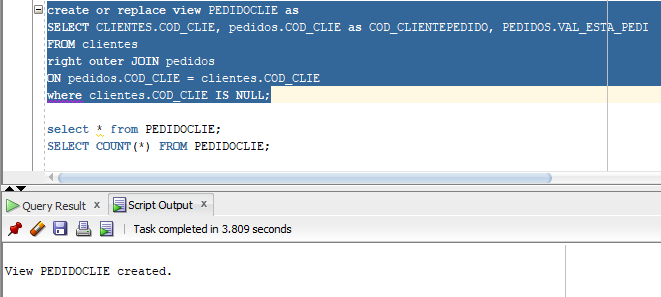 create or replace view PEDIDOCLIE as
SELECT CLIENTES.COD_CLIE, pedidos.COD_CLIE as COD_CLIENTEPEDIDO, PEDIDOS.VAL_ESTA_PEDI
FROM clientes
right outer JOIN pedidos
ON pedidos.COD_CLIE = clientes.COD_CLIE
where clientes.COD_CLIE IS NULL;
select * from PEDIDOCLIE;
SELECT COUNT(*) FROM PEDIDOCLIE;
Query Result x Script Output x
Task completed in 3.809 seconds
View PEDIDOCLIE created.